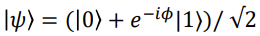 |ψ⟩ = (|0⟩ + e^{-iϕ}|1⟩)/ √2